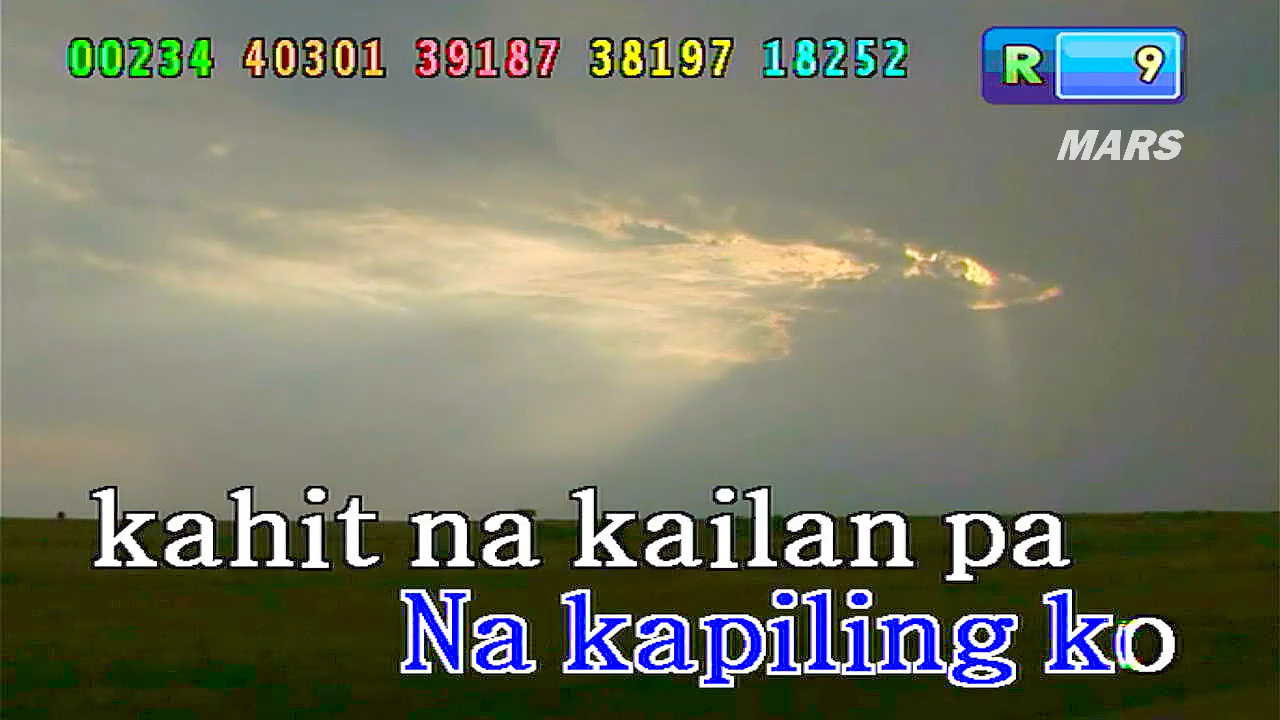 00234 40301 39187 38197 18252
R 9
MARS
kahit na kailan pa
Na kapiling ko